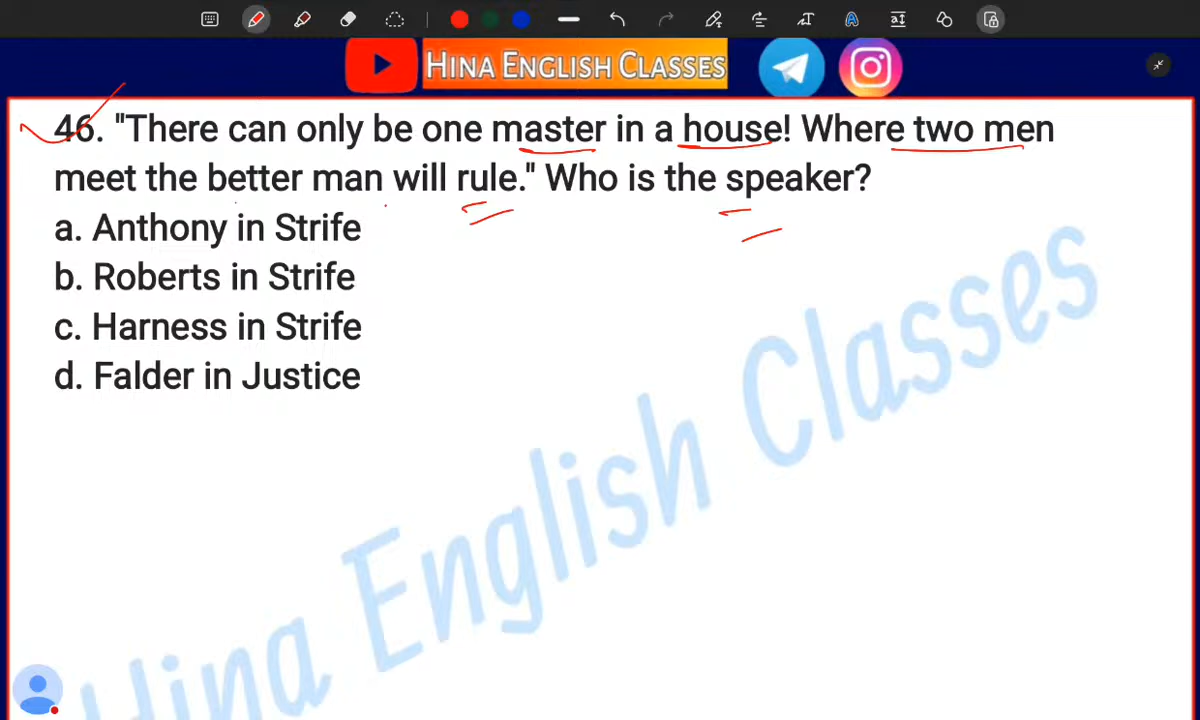 HINA ENGLISH CLASSES
46. "There can only be one master in a house! Where two men
meet the better man will rule." Who is the speaker?
a. Anthony in Strife
b. Roberts in Strife
c. Harness in Strife
d. Falder in Justice
Hina English Classes